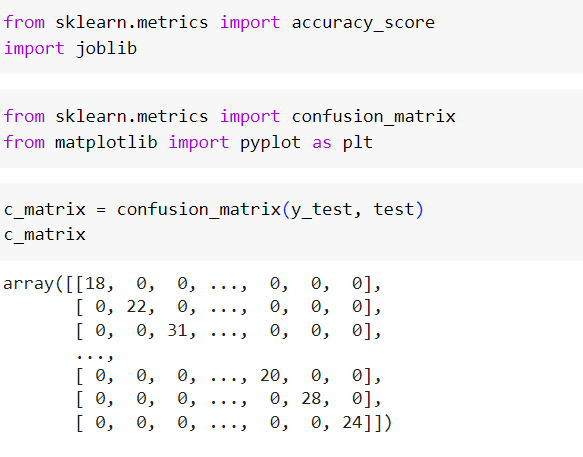 from sklearn.metrics import accuracy_score
import joblib
from sklearn.metrics import confusion_matrix
from matplotlib import pyplot as plt
c_matrix = confusion_matrix(y_test, test)
c_matrix
array([[18,  0,  0, ...,  0,  0,  0],
       [ 0, 22,  0, ...,  0,  0,  0],
       [ 0,  0, 31, ...,  0,  0,  0],
       ...,
       [ 0,  0,  0, ..., 20,  0,  0],
       [ 0,  0,  0, ...,  0, 28,  0],
       [ 0,  0,  0, ...,  0,  0, 24]])